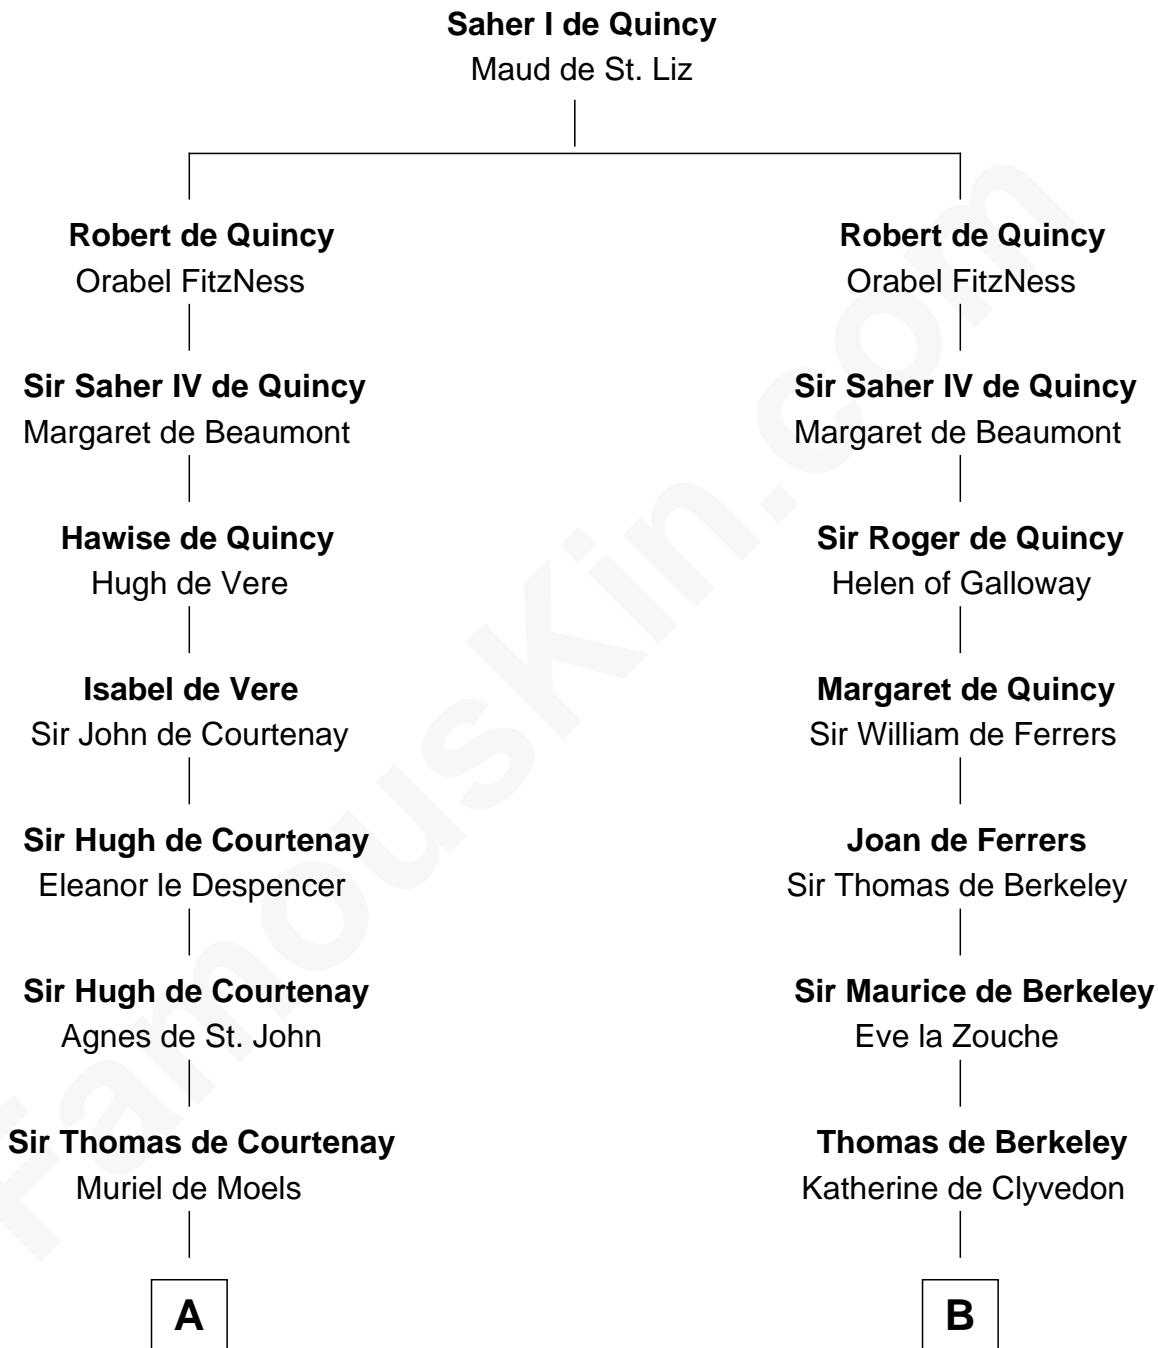 Saher I de Quincy
Maud de St. Liz
Robert de Quincy
Orabel FitzNess
Sir Saher IV de Quincy
Margaret de Beaumont
Hawise de Quincy
Hugh de Vere
Isabel de Vere
Sir John de Courtenay
Sir Hugh de Courtenay
Eleanor le Despencer
Sir Hugh de Courtenay
Agnes de St. John
Sir Thomas de Courtenay
Muriel de Moels
A
Robert de Quincy
Orabel FitzNess
Sir Saher IV de Quincy
Margaret de Beaumont
Sir Roger de Quincy
Helen of Galloway
Margaret de Quincy
Sir William de Ferrers
Joan de Ferrers
Sir Thomas de Berkeley
Sir Maurice de Berkeley
Eve la Zouche
Thomas de Berkeley
Katherine de Clyvedon
B
FamousKin.com